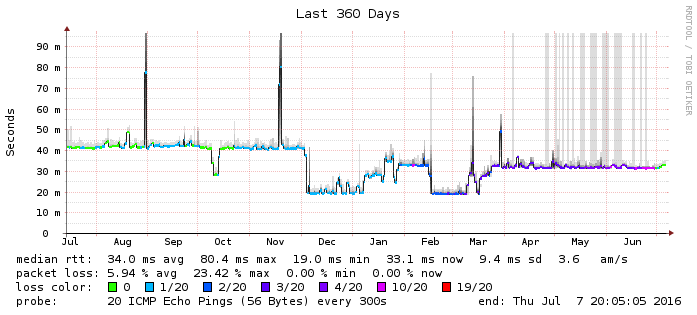 Last 360 Days
RRDTOOL / TOBI OETIKER
Seconds
90 m
80 m
70 m
60 m
50 m
40 m
30 m
20 m
10 m
0
Jul Aug Sep Oct Nov Dec Jan Feb Mar Apr May Jun
median rtt: 34.0 ms avg 80.4 ms max 19.0 ms min 33.1 ms now 9.4 ms sd 3.6 am/s
packet loss: 5.94 % avg 23.42 % max 0.00 % min 0.00 % now
loss color: 0 1/20 2/20 3/20 4/20 10/20 19/20
probe: 20 ICMP Echo Pings (56 Bytes) every 300s end: Thu Jul 7 20:05:05 2016